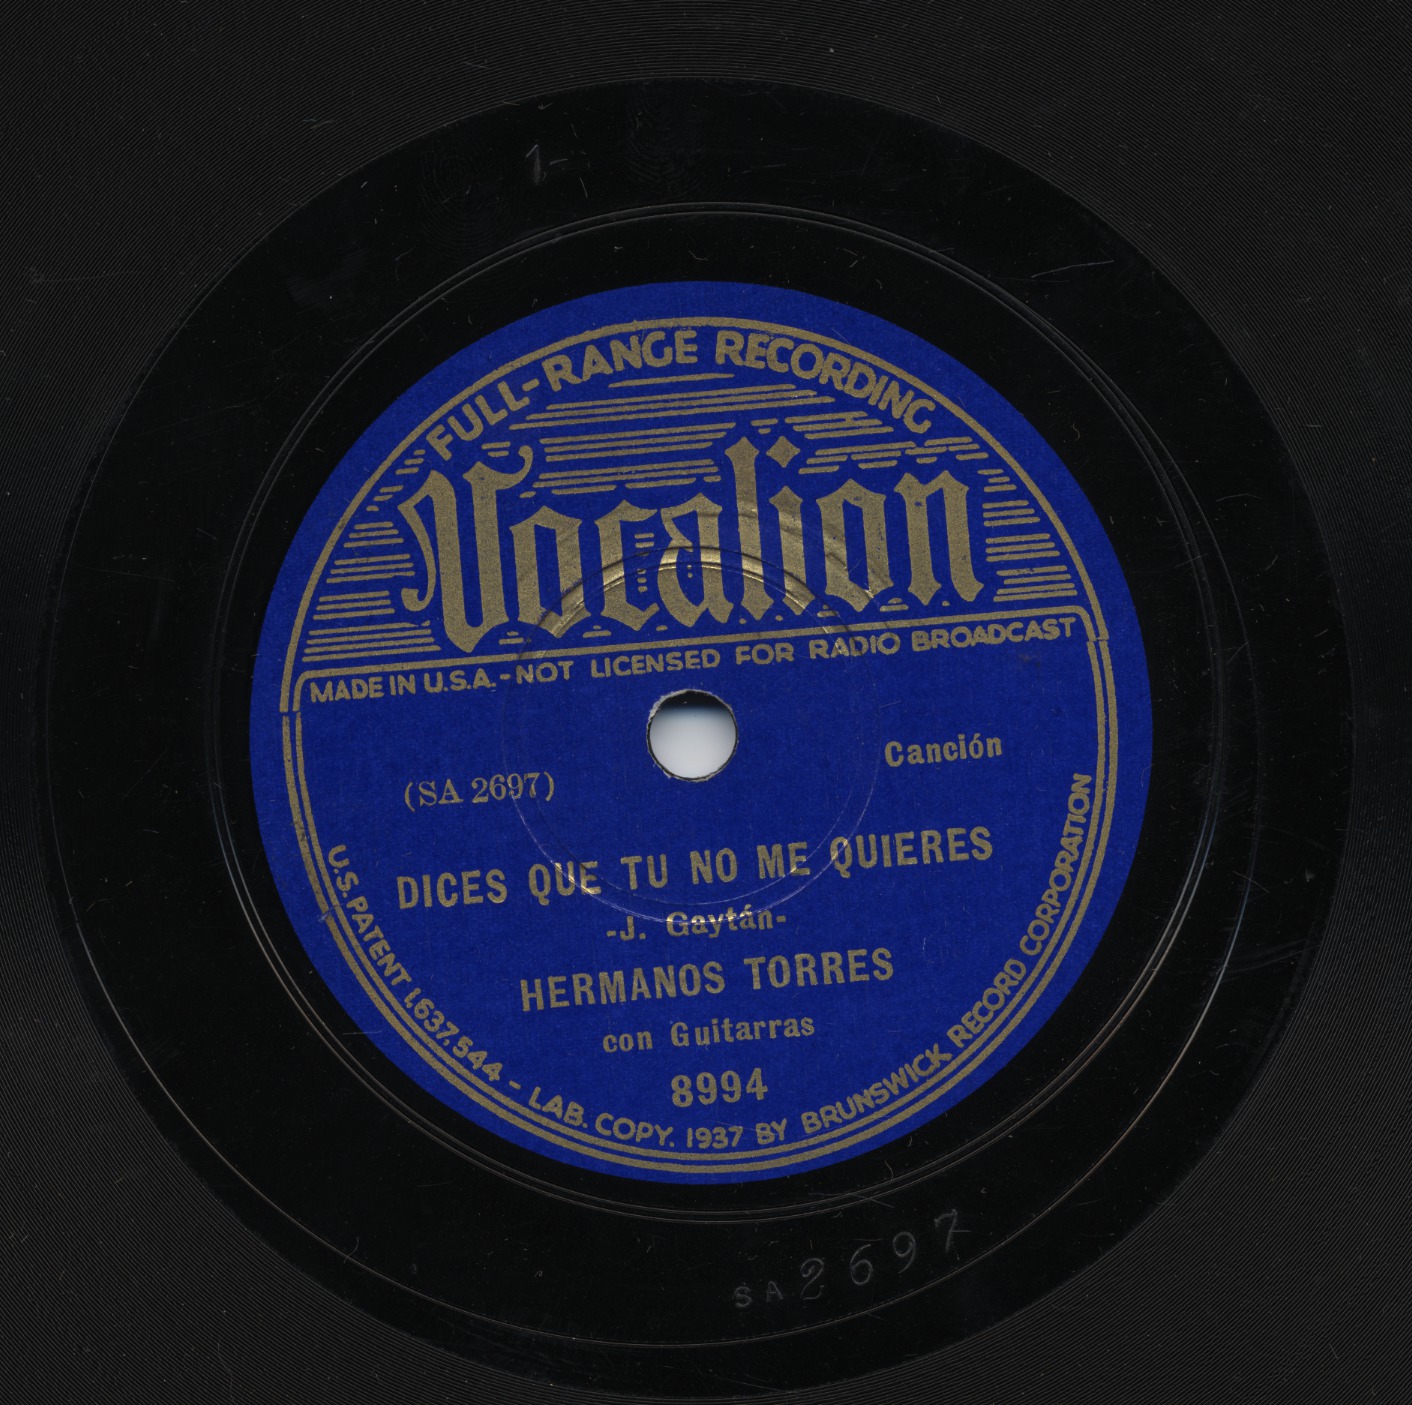 1-
FULL-RANGE RECORDING
Vocalion
MADE IN U.S.A.-NOT LICENSED FOR RADIO BROADCAST
Canción
(SA 2697)
DICES QUE TU NO ME QUIERES
-J. Gaytán-
HERMANOS TORRES
con Guitarras
8994
U.S. PATENT 1,637,544 - LAB. COPY. 1937 BY BRUNSWICK RECORD CORPORATION
SA 2697